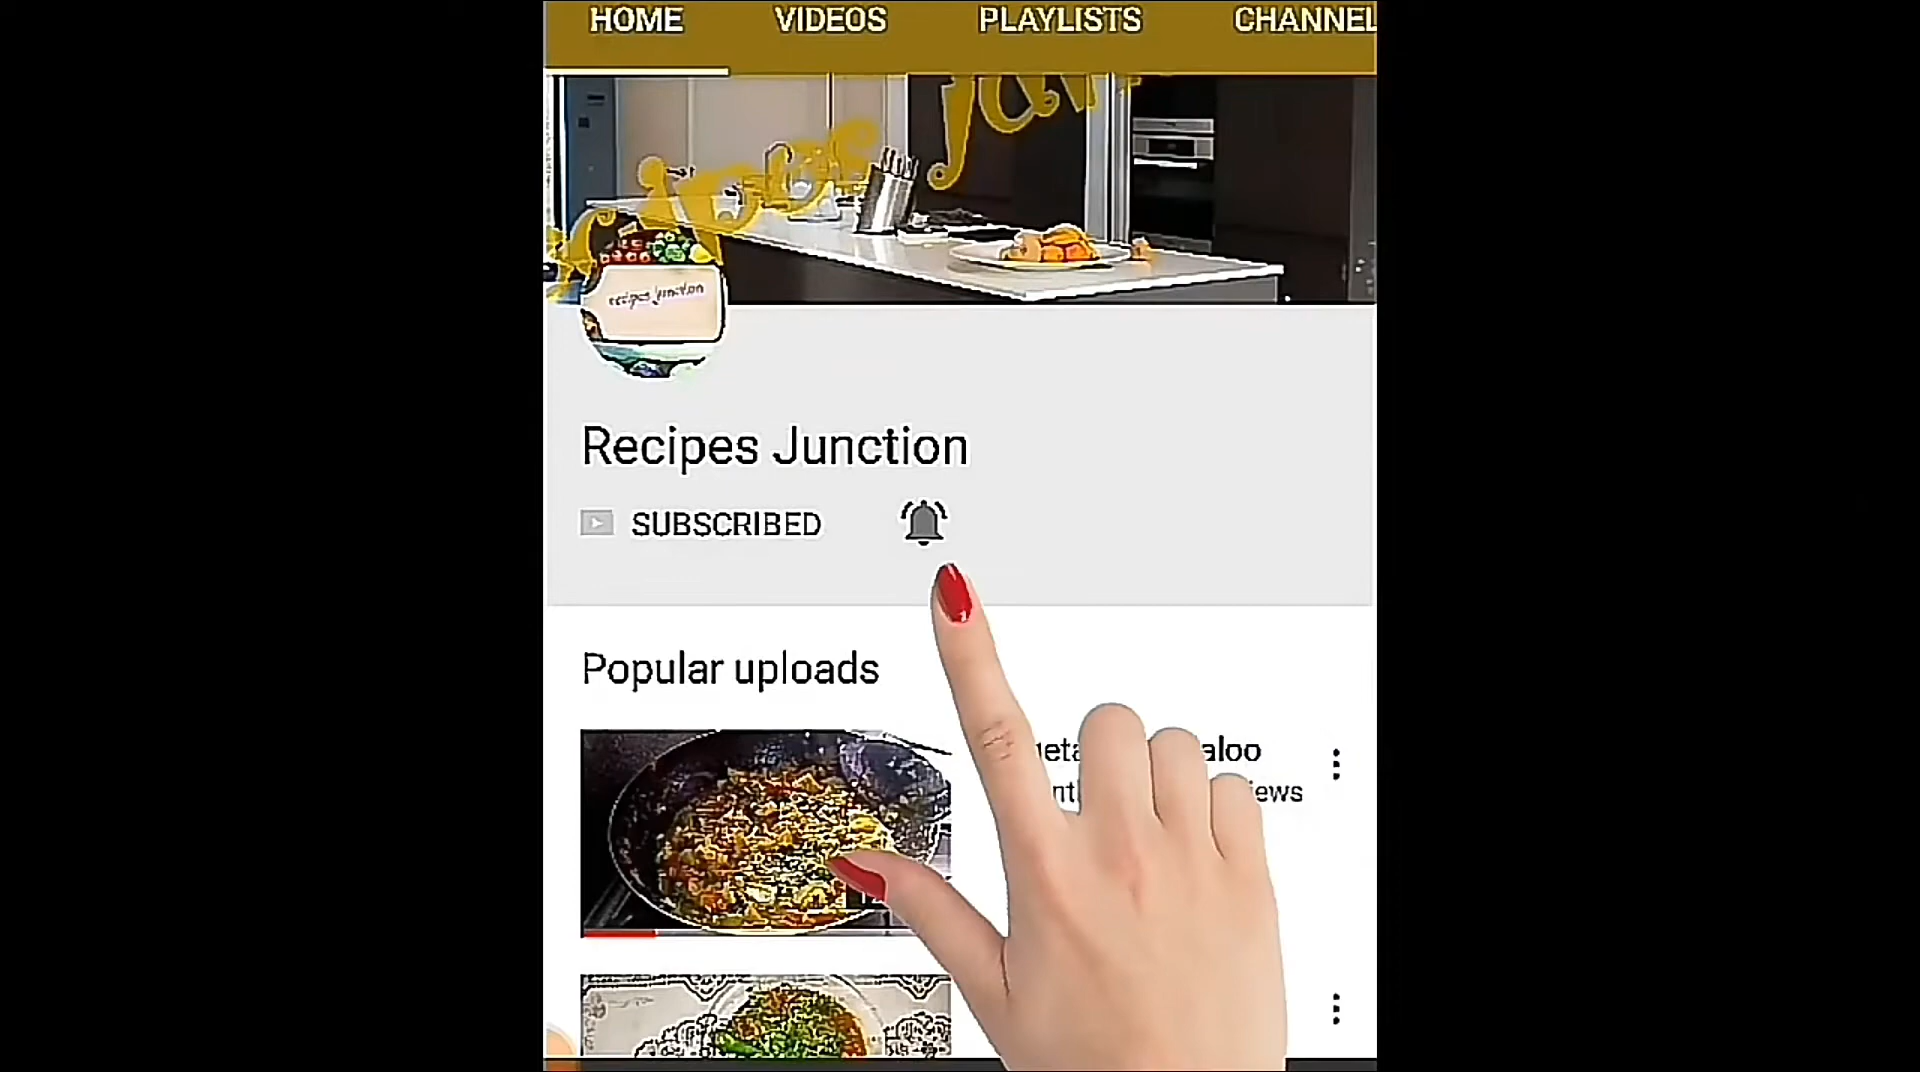 HOME VIDEOS PLAYLISTS CHANNEL
recipes junction
Recipes Junction
SUBSCRIBED
Popular uploads
aloo